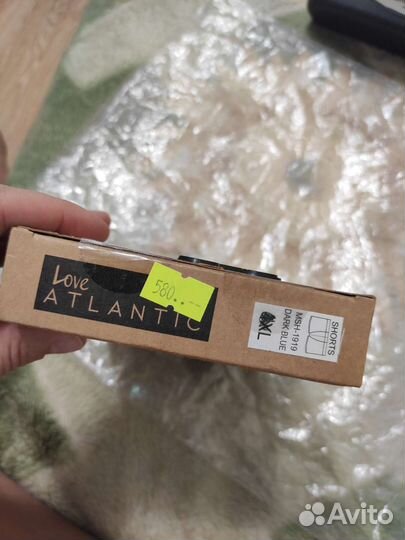 Love
ATLANTIC
580..--
SHORTS
MSH-1919
DARK BLUE
XL
Avito